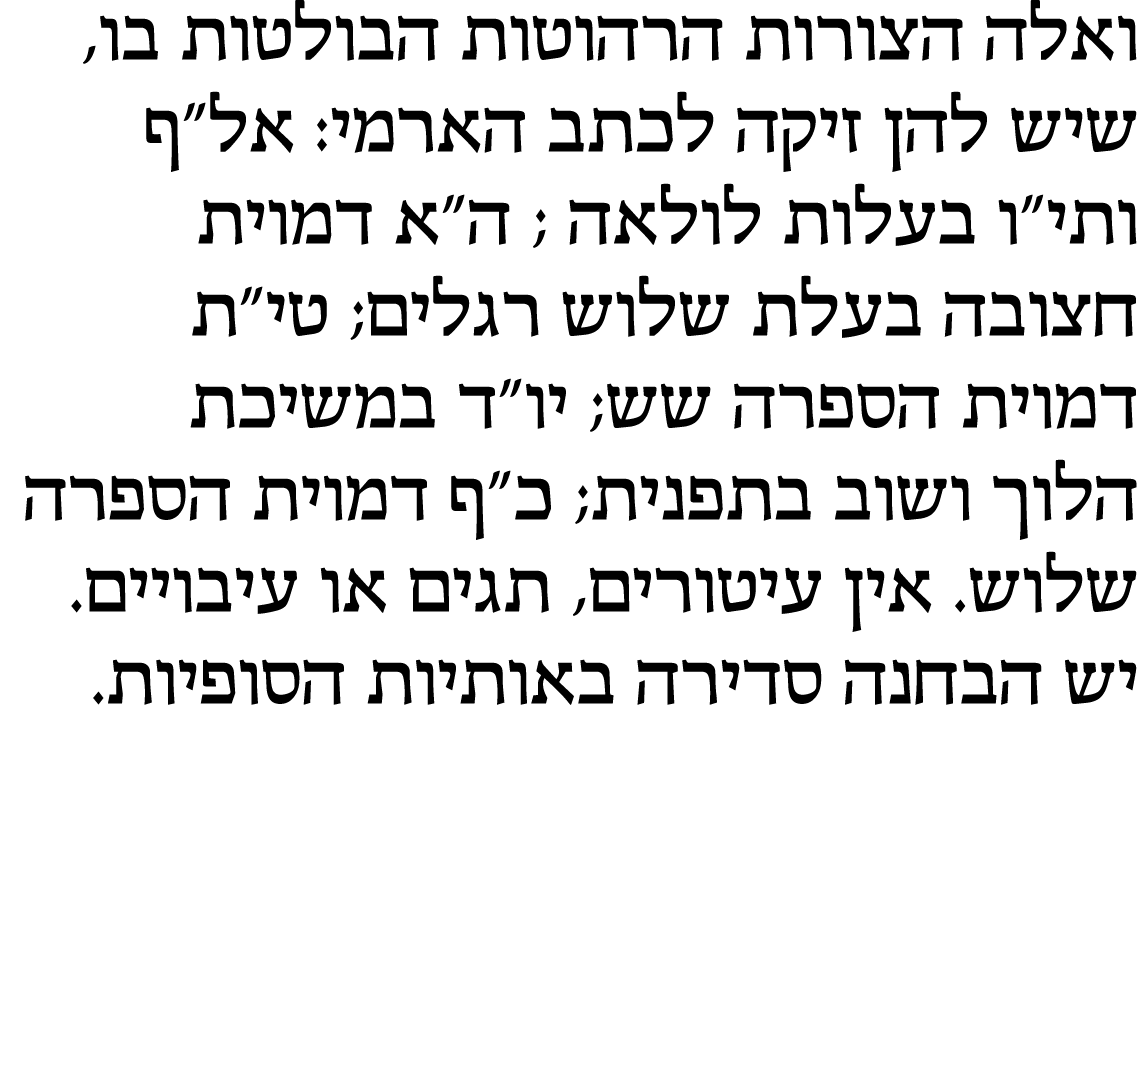 ואלה הצורות הרהוטות הבולטות בו,
שיש להן זיקה לכתב הארמי: אל״ף
ותי״ו בעלות לולאה ; ה״א דמוית
חצובה בעלת שלוש רגלים; טי״ת
דמוית הספרה שש; יו״ד במשיכת
הלוך ושוב בתפנית; כ״ף דמוית הספרה
שלוש. אין עיטורים, תגים או עיבויים.
יש הבחנה סדירה באותיות הסופיות.